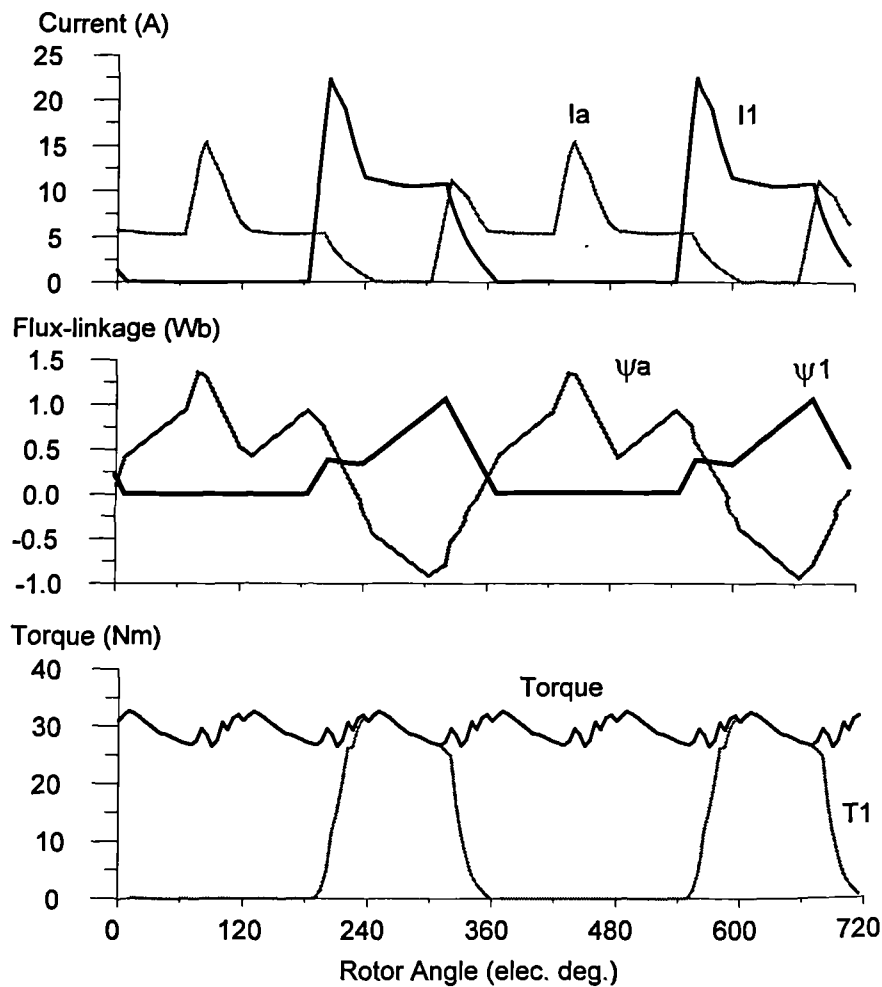 Current (A)
25
20
15
10
5
0
Ia
I1
Flux-linkage (Wb)
1.5
1.0
0.5
0.0
-0.5
-1.0
ψa
ψ1
Torque (Nm)
40
30
20
10
0
Torque
T1
0 120 240 360 480 600 720
Rotor Angle (elec. deg.)